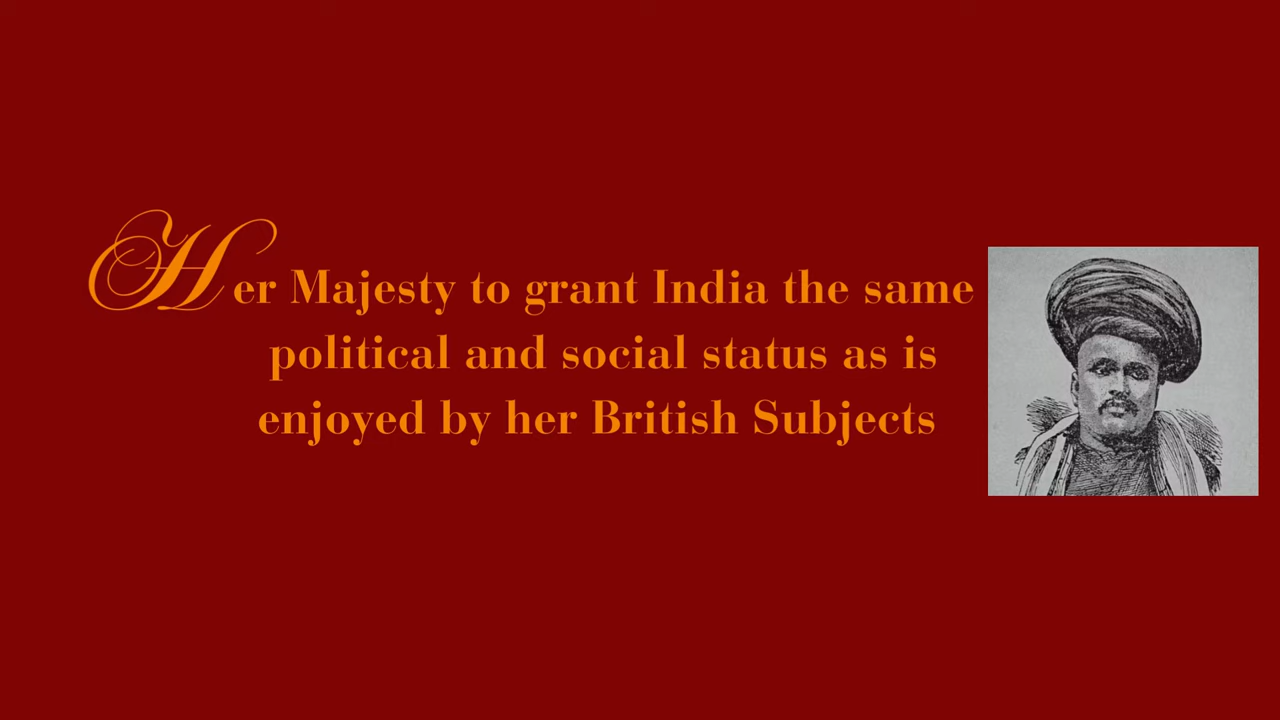 Her Majesty to grant India the same
political and social status as is
enjoyed by her British Subjects